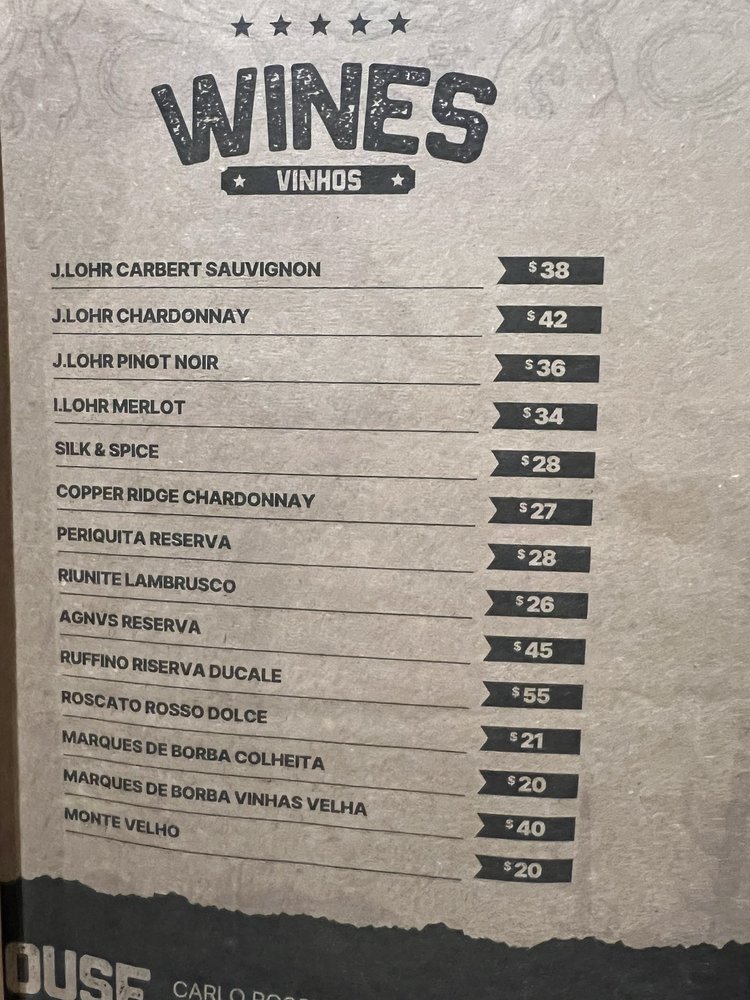 WINES
VINHOS
J.LOHR CARBERT SAUVIGNON $38
J.LOHR CHARDONNAY $42
J.LOHR PINOT NOIR $36
I.LOHR MERLOT $34
SILK & SPICE $28
COPPER RIDGE CHARDONNAY $27
PERIQUITA RESERVA $28
RIUNITE LAMBRUSCO $26
AGNVS RESERVA $45
RUFFINO RISERVA DUCALE $55
ROSCATO ROSSO DOLCE $21
MARQUES DE BORBA COLHEITA $20
MARQUES DE BORBA VINHAS VELHA $40
MONTE VELHO $20
CARLO